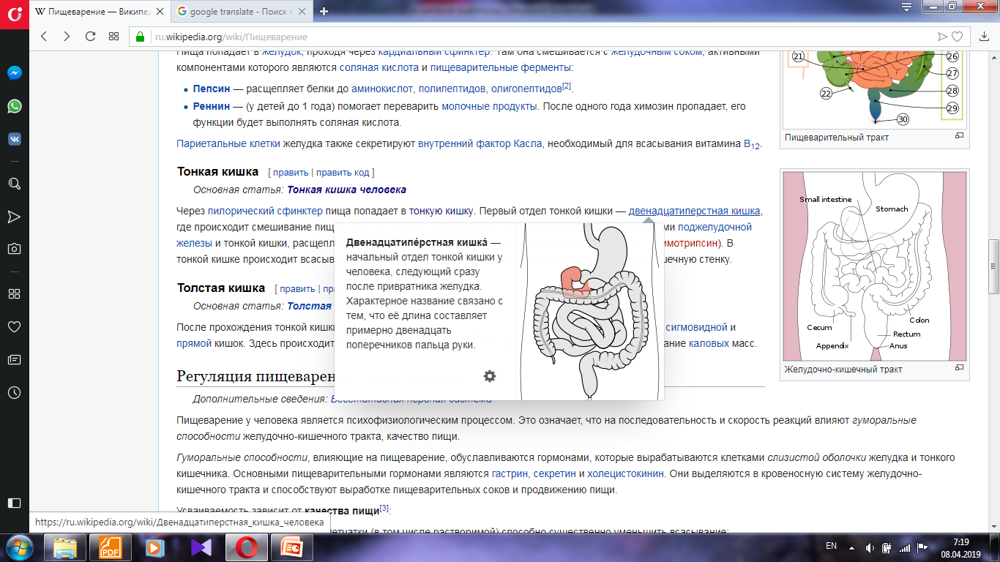 Пищеварение — Википед
google translate - Поиск в
ru.wikipedia.org/wiki/Пищеварение
Пища попадает в желудок, проходя через кардиальный сфинктер. Там она смешивается с желудочным соком, активными
компонентами которого являются соляная кислота и пищеварительные ферменты:
Пепсин — расщепляет белки до аминокислот, полипептидов, олигопептидов[2].
Реннин — (у детей до 1 года) помогает переварить молочные продукты. После одного года химозин пропадает, его
функции будет выполнять соляная кислота.
Париетальные клетки желудка также секретируют внутренний фактор Касла, необходимый для всасывания витамина B12.
Тонкая кишка [ править | править код ]
Основная статья: Тонкая кишка человека
Через пилорический сфинктер пища попадает в тонкую кишку. Первый отдел тонкой кишки — двенадцатиперстная кишка,
где происходит смешивание пищ
ми поджелудочной
железы и тонкой кишки, расщепл
имотрипсин). В
тонкой кишке происходит всасыв
шечную стенку.
Двенадцатипе́рстная кишка́ —
начальный отдел тонкой кишки у
человека, следующий сразу
после привратника желудка.
Характерное название связано с
тем, что её длина составляет
примерно двенадцать
поперечников пальца руки.
Толстая кишка [ править | пра
Основная статья: Толстая
После прохождения тонкой кишк
сигмовидной и
прямой кишок. Здесь происходит
ание каловых масс.
Регуляция пищеварен
Дополнительные сведения:
Пищеварение у человека является психофизиологическим процессом. Это означает, что на последовательность и скорость реакций влияют гуморальные
способности желудочно-кишечного тракта, качество пищи.
Гуморальные способности, влияющие на пищеварение, обуславливаются гормонами, которые вырабатываются клетками слизистой оболочки желудка и тонкого
кишечника. Основными пищеварительными гормонами являются гастрин, секретин и холецистокинин. Они выделяются в кровеносную систему желудочно-
кишечного тракта и способствуют выработке пищеварительных соков и продвижению пищи.
Усваиваемость зависит от качества пищи[3]:
летчатки (в том числе растворимой) способно существенно уменьшить всасывание;
21
22
26
27
28
29
30
Пищеварительный тракт
Small intestine
Stomach
Cecum
Colon
Appendix
Rectum
Anus
Желудочно-кишечный тракт
https://ru.wikipedia.org/wiki/Двенадцатиперстная_кишка_человека
PDF
EN
7:19
08.04.2019